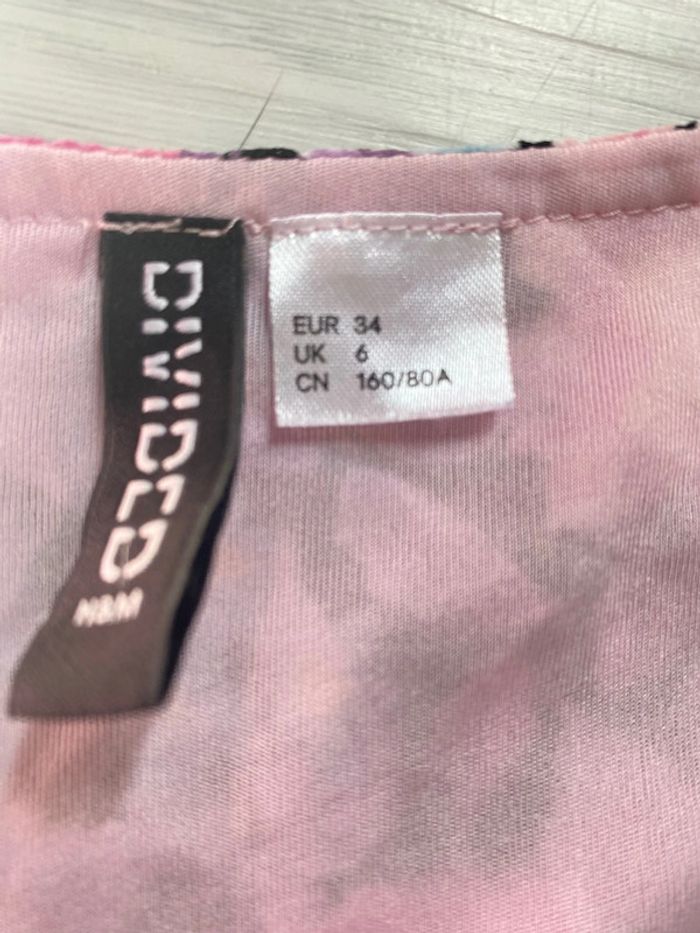 DIVIDED
H&M
EUR 34
UK 6
CN 160/80A